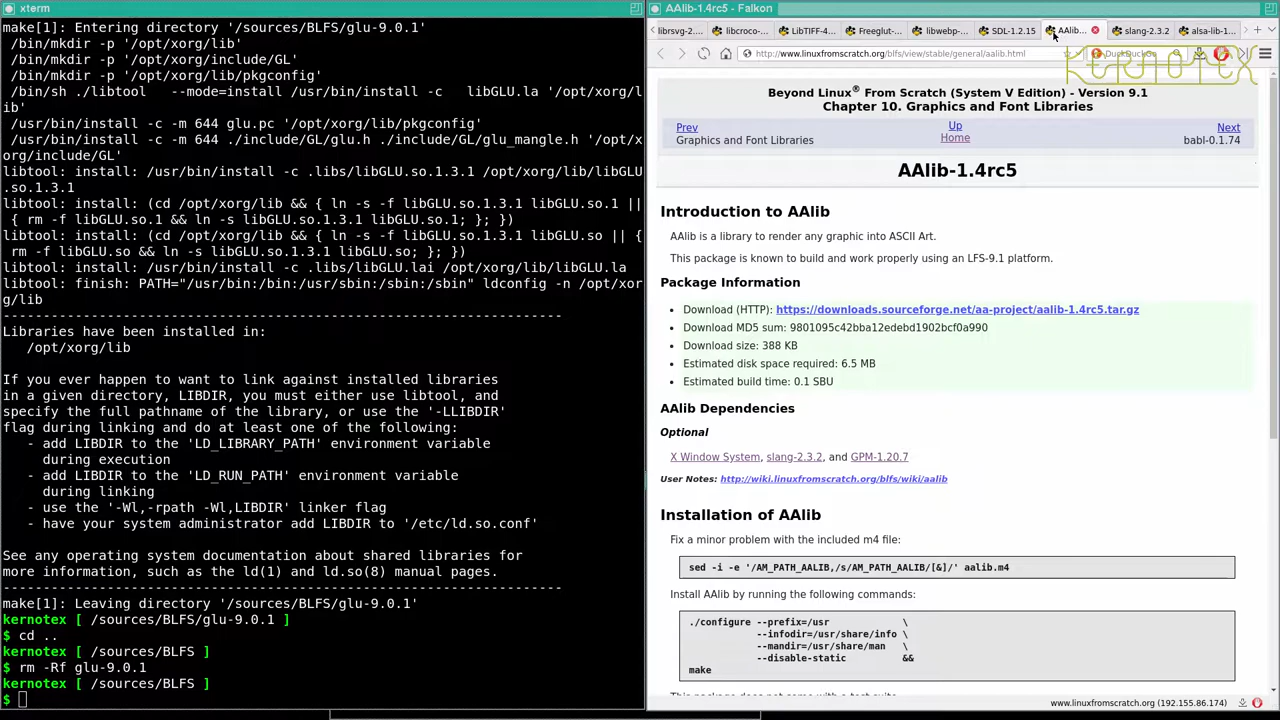 xterm
make[1]: Entering directory '/sources/BLFS/glu-9.0.1'
/bin/mkdir -p '/opt/xorg/lib'
/bin/mkdir -p '/opt/xorg/include/GL'
/bin/mkdir -p '/opt/xorg/lib/pkgconfig'
/bin/sh ./libtool   --mode=install /usr/bin/install -c   libGLU.la '/opt/xorg/l
ib'
/usr/bin/install -c -m 644 glu.pc '/opt/xorg/lib/pkgconfig'
/usr/bin/install -c -m 644 ./include/GL/glu.h ./include/GL/glu_mangle.h '/opt/x
org/include/GL'
libtool: install: /usr/bin/install -c .libs/libGLU.so.1.3.1 /opt/xorg/lib/libGLU
.so.1.3.1
libtool: install: (cd /opt/xorg/lib && { ln -s -f libGLU.so.1.3.1 libGLU.so.1 ||
{ rm -f libGLU.so.1 && ln -s libGLU.so.1.3.1 libGLU.so.1; }; })
libtool: install: (cd /opt/xorg/lib && { ln -s -f libGLU.so.1.3.1 libGLU.so || {
rm -f libGLU.so && ln -s libGLU.so.1.3.1 libGLU.so; }; })
libtool: install: /usr/bin/install -c .libs/libGLU.lai /opt/xorg/lib/libGLU.la
libtool: finish: PATH="/usr/bin:/bin:/usr/sbin:/sbin:/sbin" ldconfig -n /opt/xor
g/lib
----------------------------------------------------------------------
Libraries have been installed in:
/opt/xorg/lib
If you ever happen to want to link against installed libraries
in a given directory, LIBDIR, you must either use libtool, and
specify the full pathname of the library, or use the '-LLIBDIR'
flag during linking and do at least one of the following:
- add LIBDIR to the 'LD_LIBRARY_PATH' environment variable
during execution
- add LIBDIR to the 'LD_RUN_PATH' environment variable
during linking
- use the '-Wl,-rpath -Wl,LIBDIR' linker flag
- have your system administrator add LIBDIR to '/etc/ld.so.conf'
See any operating system documentation about shared libraries for
more information, such as the ld(1) and ld.so(8) manual pages.
----------------------------------------------------------------------
make[1]: Leaving directory '/sources/BLFS/glu-9.0.1'
kernotex [ /sources/BLFS/glu-9.0.1 ]
$ cd ..
kernotex [ /sources/BLFS ]
$ rm -Rf glu-9.0.1
kernotex [ /sources/BLFS ]
$
AAlib-1.4rc5 - Falkon
librsvg-2.... libcroco-... LibTIFF-4.... Freeglut-... libwebp-... SDL-1.2.15 AAlib... slang-2.3.2 alsa-lib-1...
http://www.linuxfromscratch.org/blfs/view/stable/general/aalib.html DuckDuckGo
KERNOTEX
Beyond Linux® From Scratch (System V Edition) - Version 9.1
Chapter 10. Graphics and Font Libraries
Prev Up Next
Graphics and Font Libraries Home babl-0.1.74
AAlib-1.4rc5
Introduction to AAlib
AAlib is a library to render any graphic into ASCII Art.
This package is known to build and work properly using an LFS-9.1 platform.
Package Information
• Download (HTTP): https://downloads.sourceforge.net/aa-project/aalib-1.4rc5.tar.gz
• Download MD5 sum: 9801095c42bba12edebd1902bcf0a990
• Download size: 388 KB
• Estimated disk space required: 6.5 MB
• Estimated build time: 0.1 SBU
AAlib Dependencies
Optional
X Window System, slang-2.3.2, and GPM-1.20.7
User Notes: http://wiki.linuxfromscratch.org/blfs/wiki/aalib
Installation of AAlib
Fix a minor problem with the included m4 file:
sed -i -e '/AM_PATH_AALIB,/s/AM_PATH_AALIB/[&]/' aalib.m4
Install AAlib by running the following commands:
./configure --prefix=/usr \
--infodir=/usr/share/info \
--mandir=/usr/share/man \
--disable-static &&
make
This package does not come with a test suite.
www.linuxfromscratch.org (192.155.86.174)